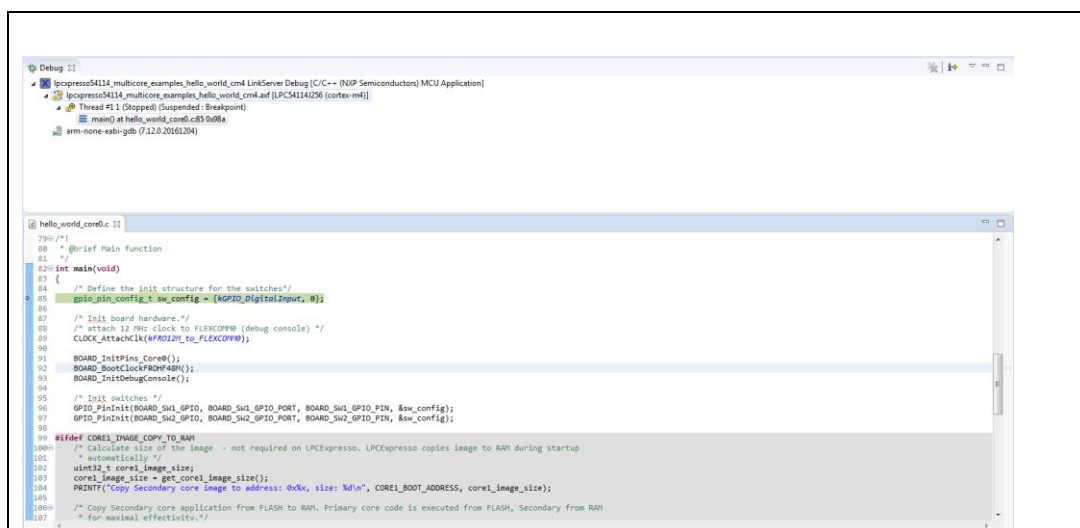 Debug
lpcxpresso54114_multicore_examples_hello_world_cm4 LinkServer Debug [C/C++ (NXP Semiconductors) MCU Application]
lpcxpresso54114_multicore_examples_hello_world_cm4.axf [LPC54114J256 (cortex-m4)]
Thread #1 1 (Stopped) (Suspended : Breakpoint)
main() at hello_world_core0.c:85 0x98a
arm-none-eabi-gdb (7.12.0.20161204)
hello_world_core0.c
79 /*!
80 * @brief Main function
81 */
82 int main(void)
83 {
84 /* Define the init structure for the switches*/
85 gpio_pin_config_t sw_config = {kGPIO_DigitalInput, 0};
86
87 /* Init board hardware.*/
88 /* attach 12 MHz clock to FLEXCOMM0 (debug console) */
89 CLOCK_AttachClk(kFRO12M_to_FLEXCOMM0);
90
91 BOARD_InitPins_Core0();
92 BOARD_BootClockFROHF48M();
93 BOARD_InitDebugConsole();
94
95 /* Init switches */
96 GPIO_PinInit(BOARD_SW1_GPIO, BOARD_SW1_GPIO_PORT, BOARD_SW1_GPIO_PIN, &sw_config);
97 GPIO_PinInit(BOARD_SW2_GPIO, BOARD_SW2_GPIO_PORT, BOARD_SW2_GPIO_PIN, &sw_config);
98
99 #ifdef CORE1_IMAGE_COPY_TO_RAM
100 /* Calculate size of the image - not required on LPCExpresso. LPCExpresso copies image to RAM during startup
101 * automatically */
102 uint32_t core1_image_size;
103 core1_image_size = get_core1_image_size();
104 PRINTF("Copy Secondary core image to address: 0x%x, size: %d\n", CORE1_BOOT_ADDRESS, core1_image_size);
105
106 /* Copy Secondary core application from FLASH to RAM. Primary core code is executed from FLASH, Secondary from RAM
107 * for maximal effectivity.*/